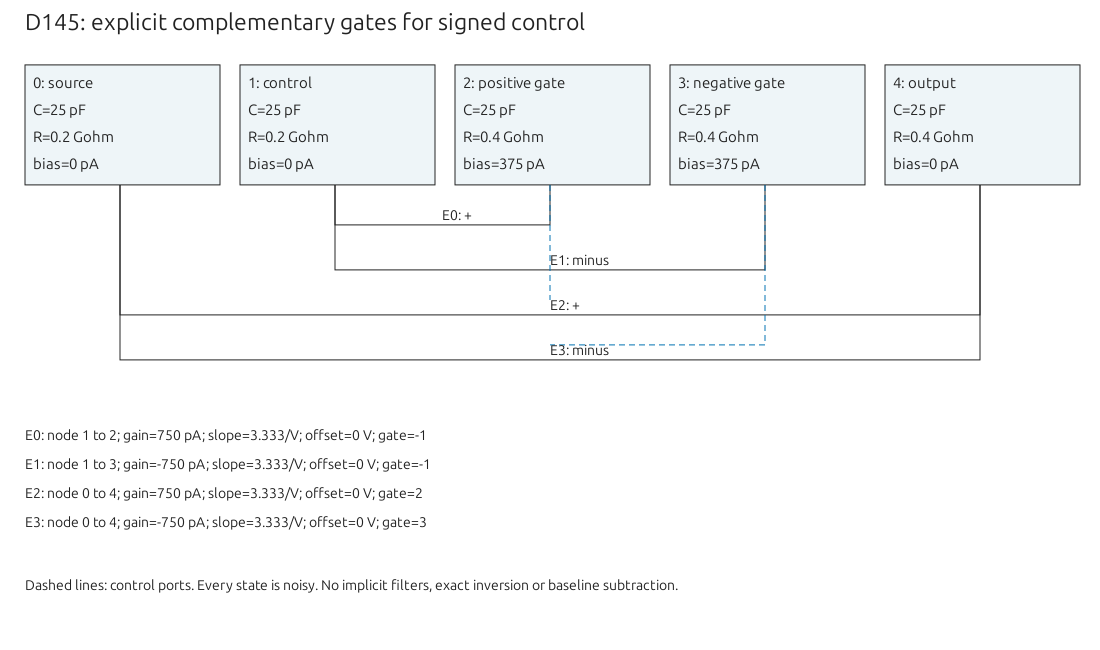 D145: explicit complementary gates for signed control
0: source
C=25 pF
R=0.2 Gohm
bias=0 pA
1: control
C=25 pF
R=0.2 Gohm
bias=0 pA
2: positive gate
C=25 pF
R=0.4 Gohm
bias=375 pA
3: negative gate
C=25 pF
R=0.4 Gohm
bias=375 pA
4: output
C=25 pF
R=0.4 Gohm
bias=0 pA
E0: +
E1: minus
E2: +
E3: minus
E0: node 1 to 2; gain=750 pA; slope=3.333/V; offset=0 V; gate=-1
E1: node 1 to 3; gain=-750 pA; slope=3.333/V; offset=0 V; gate=-1
E2: node 0 to 4; gain=750 pA; slope=3.333/V; offset=0 V; gate=2
E3: node 0 to 4; gain=-750 pA; slope=3.333/V; offset=0 V; gate=3
Dashed lines: control ports. Every state is noisy. No implicit filters, exact inversion or baseline subtraction.